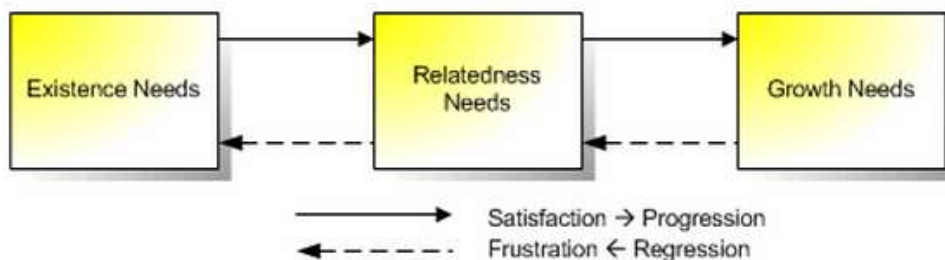 Existence Needs
Relatedness
Needs
Growth Needs
Satisfaction → Progression
Frustration ← Regression